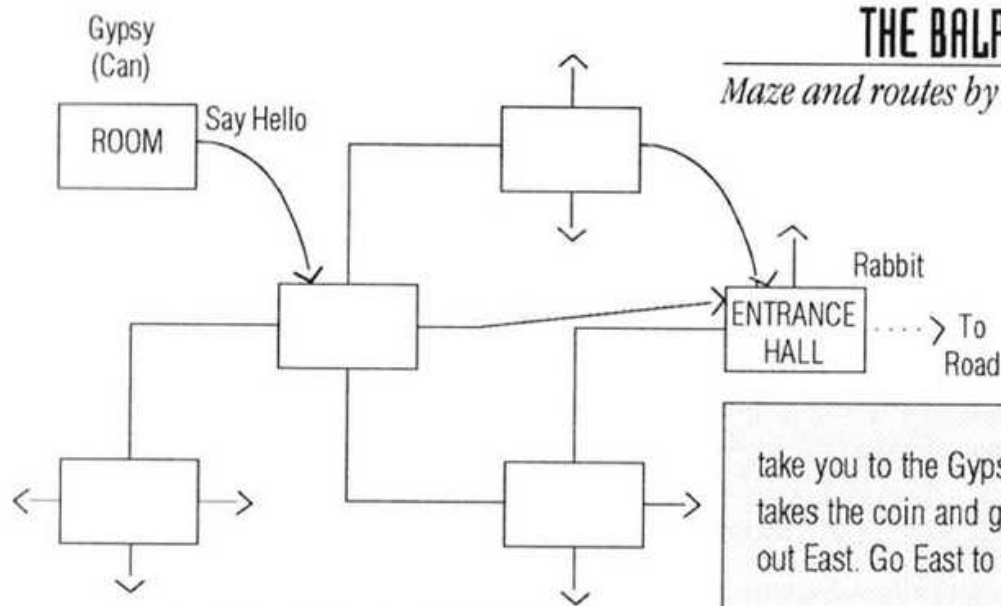 THE BALR
Maze and routes by
Gypsy
(Can)
ROOM
Say Hello
Rabbit
ENTRANCE
HALL
To
Road
take you to the Gyps
takes the coin and g
out East. Go East to